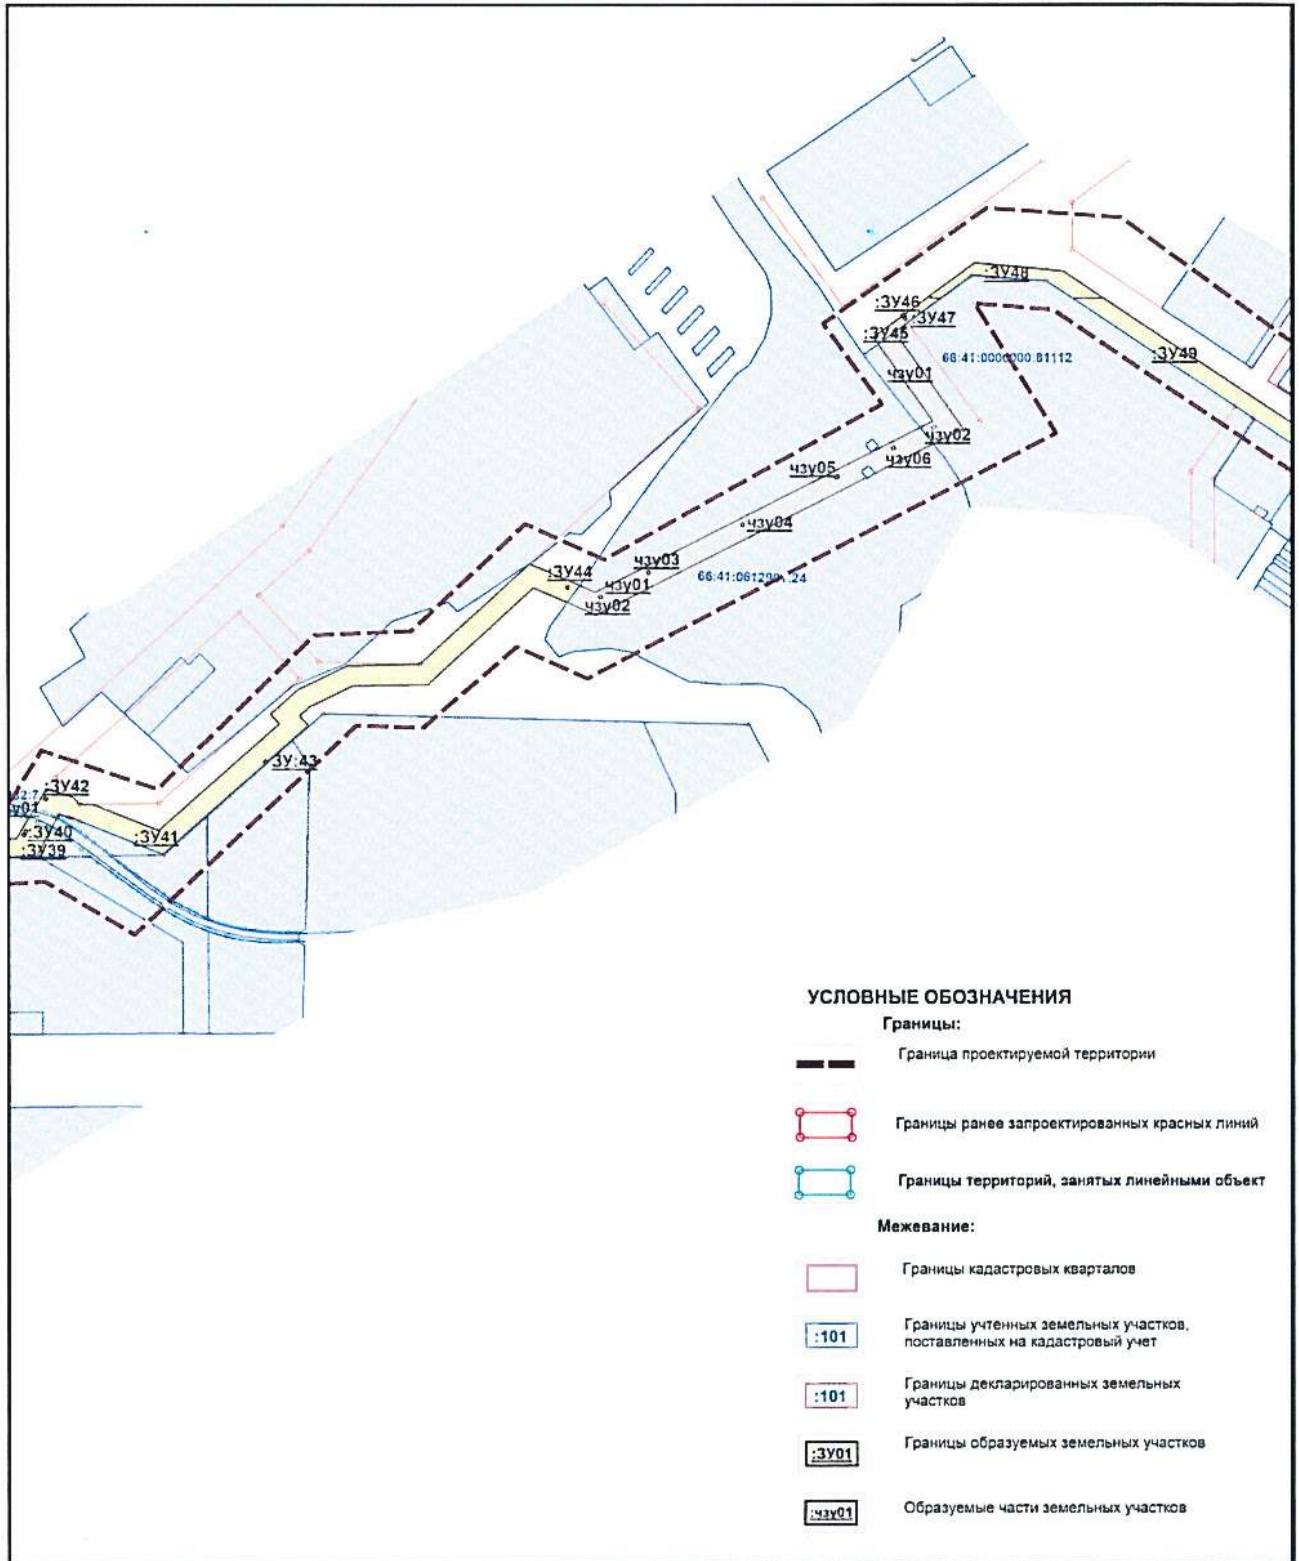 :ЗУ48
:ЗУ46
:ЗУ47
:ЗУ45
:ЗУ49
66:41:0000000:81112
чзу01
чзу02
чзу06
чзу05
чзу04
чзу03
:ЗУ44
чзу01
чзу02
:ЗУ:43
:ЗУ42
у01
:ЗУ40
:ЗУ41
:ЗУ39
УСЛОВНЫЕ ОБОЗНАЧЕНИЯ
Границы:
Граница проектируемой территории
Границы ранее запроектированных красных линий
Границы территорий, занятых линейными объект
Межевание:
Границы кадастровых кварталов
:101
Границы учтенных земельных участков,
поставленных на кадастровый учет
:101
Границы декларированных земельных
участков
:ЗУ01
Границы образуемых земельных участков
:чзу01
Образуемые части земельных участков